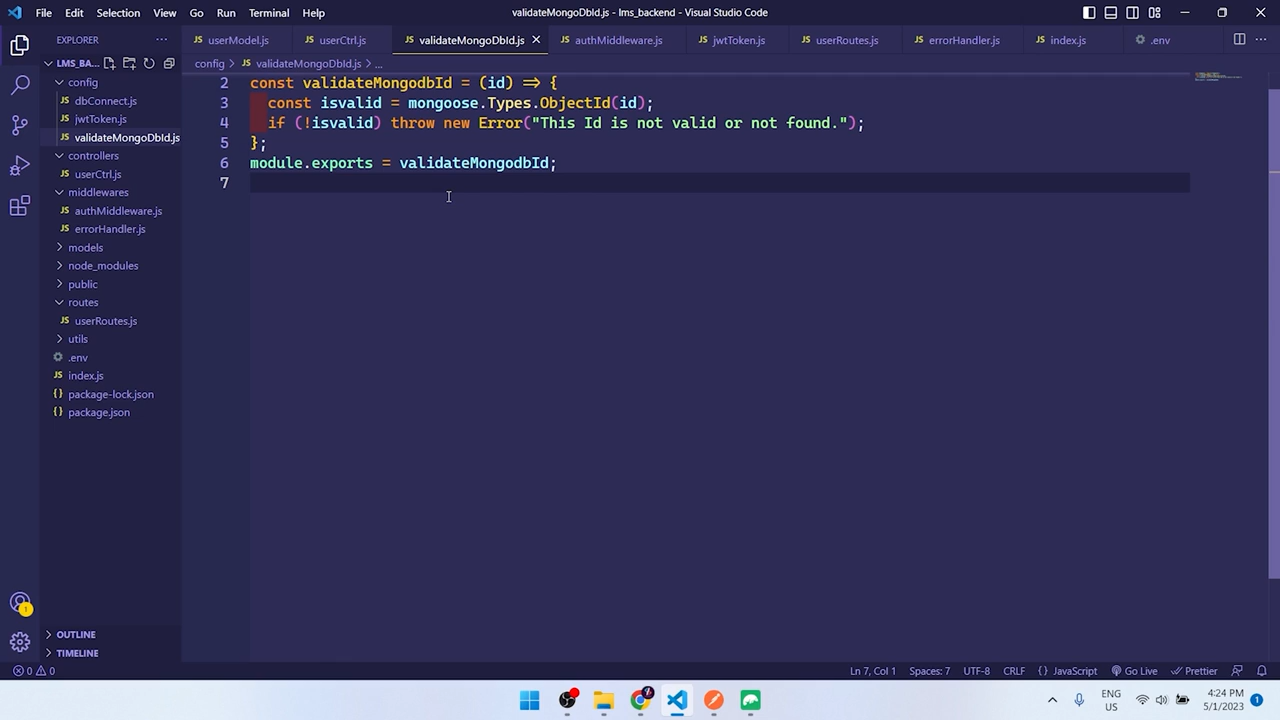 File Edit Selection View Go Run Terminal Help
validateMongoDbId.js - lms_backend - Visual Studio Code
EXPLORER
userModel.js
userCtrl.js
validateMongoDbId.js
authMiddleware.js
jwtToken.js
userRoutes.js
errorHandler.js
index.js
.env
LMS_BA...
config
dbConnect.js
jwtToken.js
validateMongoDbId.js
controllers
userCtrl.js
middlewares
authMiddleware.js
errorHandler.js
models
node_modules
public
routes
userRoutes.js
utils
.env
index.js
package-lock.json
package.json
OUTLINE
TIMELINE
config > validateMongoDbId.js > ...
2 const validateMongodbId = (id) => {
3 const isvalid = mongoose.Types.ObjectId(id);
4 if (!isvalid) throw new Error("This Id is not valid or not found.");
5 };
6 module.exports = validateMongodbId;
7
0 0
Ln 7, Col 1 Spaces: 7 UTF-8 CRLF {} JavaScript Go Live Prettier
1
ENG
US
4:24 PM
5/1/2023
1